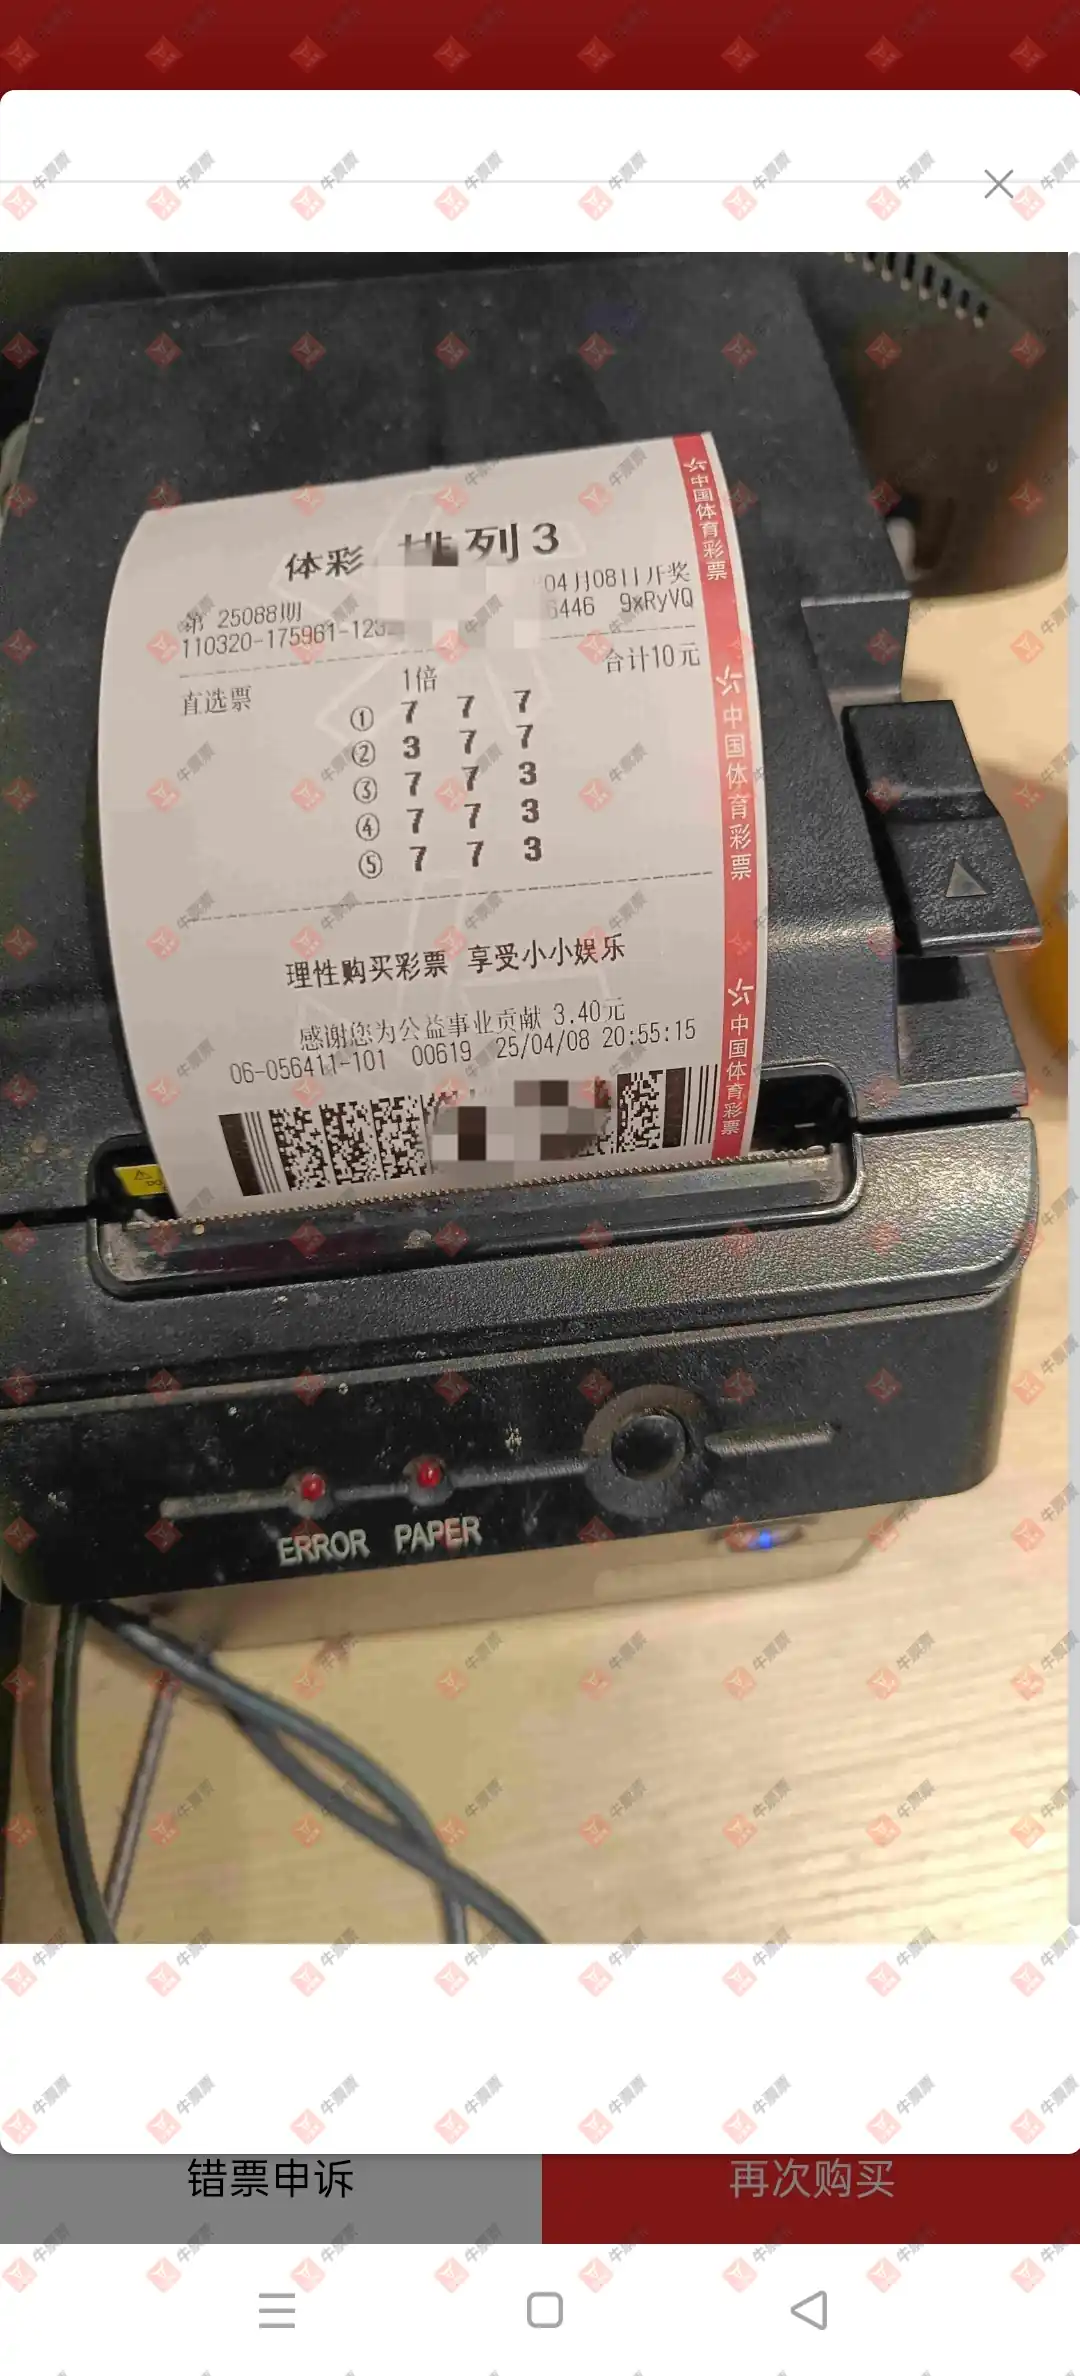 体彩 排列3
第 25088期 04月08日开奖
110320-175961-123 6446 9xRyVQ
直选票 1倍 合计10元
① 7 7 7
② 3 7 7
③ 7 7 3
④ 7 7 3
⑤ 7 7 3
理性购买彩票 享受小小娱乐
感谢您为公益事业贡献 3.40元
06-056411-101 00619 25/04/08 20:55:15
中国体育彩票
中国体育彩票
中国体育彩票
ERROR PAPER
错票申诉
再次购买
牛票票